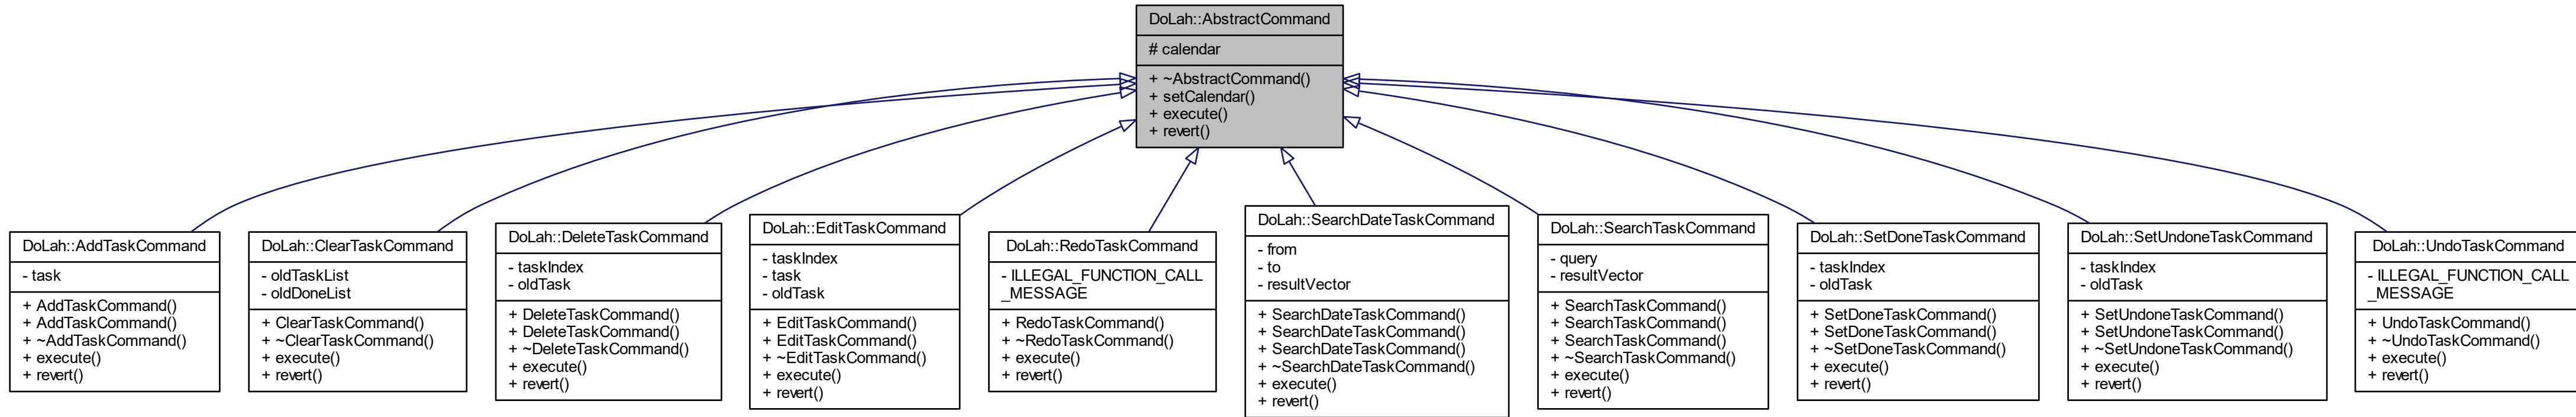 DoLah::AbstractCommand
# calendar
+ ~AbstractCommand()
+ setCalendar()
+ execute()
+ revert()
DoLah::AddTaskCommand
- task
+ AddTaskCommand()
+ AddTaskCommand()
+ ~AddTaskCommand()
+ execute()
+ revert()
DoLah::ClearTaskCommand
- oldTaskList
- oldDoneList
+ ClearTaskCommand()
+ ~ClearTaskCommand()
+ execute()
+ revert()
DoLah::DeleteTaskCommand
- taskIndex
- oldTask
+ DeleteTaskCommand()
+ DeleteTaskCommand()
+ ~DeleteTaskCommand()
+ execute()
+ revert()
DoLah::EditTaskCommand
- taskIndex
- task
- oldTask
+ EditTaskCommand()
+ EditTaskCommand()
+ ~EditTaskCommand()
+ execute()
+ revert()
DoLah::RedoTaskCommand
- ILLEGAL_FUNCTION_CALL
_MESSAGE
+ RedoTaskCommand()
+ ~RedoTaskCommand()
+ execute()
+ revert()
DoLah::SearchDateTaskCommand
- from
- to
- resultVector
+ SearchDateTaskCommand()
+ SearchDateTaskCommand()
+ SearchDateTaskCommand()
+ ~SearchDateTaskCommand()
+ execute()
+ revert()
DoLah::SearchTaskCommand
- query
- resultVector
+ SearchTaskCommand()
+ SearchTaskCommand()
+ SearchTaskCommand()
+ ~SearchTaskCommand()
+ execute()
+ revert()
DoLah::SetDoneTaskCommand
- taskIndex
- oldTask
+ SetDoneTaskCommand()
+ SetDoneTaskCommand()
+ ~SetDoneTaskCommand()
+ execute()
+ revert()
DoLah::SetUndoneTaskCommand
- taskIndex
- oldTask
+ SetUndoneTaskCommand()
+ SetUndoneTaskCommand()
+ ~SetUndoneTaskCommand()
+ execute()
+ revert()
DoLah::UndoTaskCommand
- ILLEGAL_FUNCTION_CALL
_MESSAGE
+ UndoTaskCommand()
+ ~UndoTaskCommand()
+ execute()
+ revert()